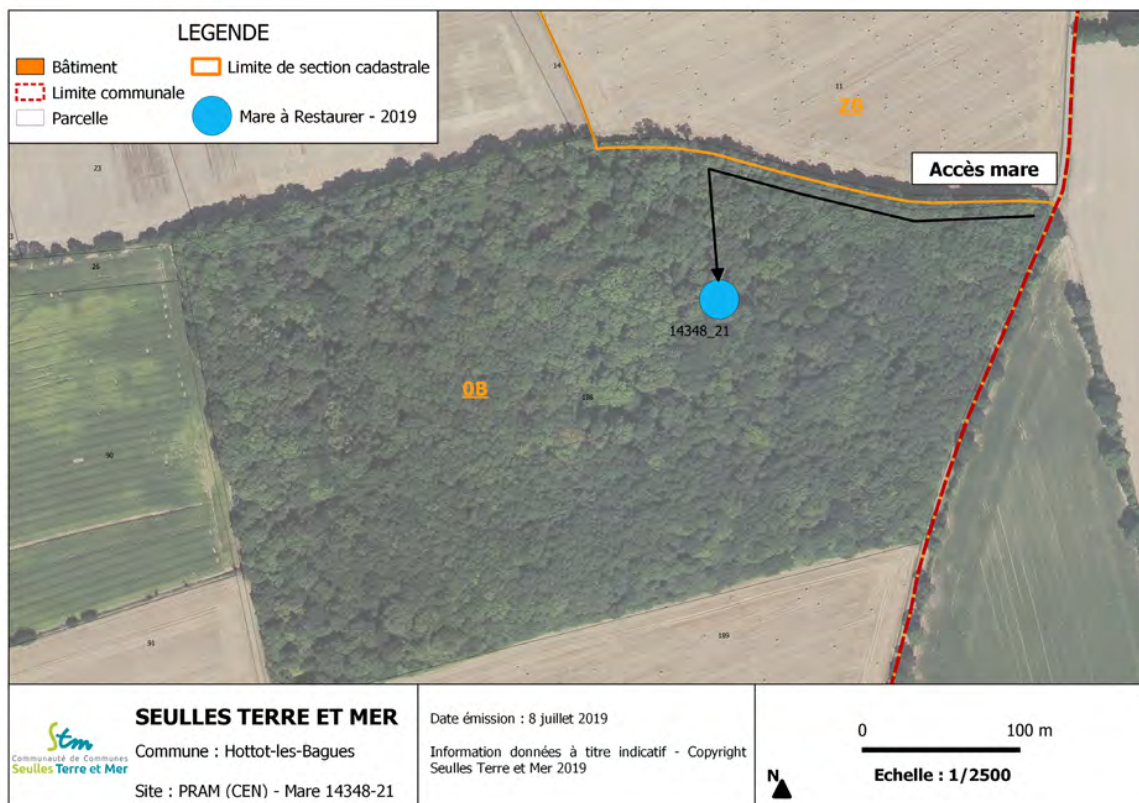 LEGENDE
Bâtiment
Limite de section cadastrale
Limite communale
Parcelle
Mare à Restaurer - 2019
14
11
ZB
23
Accès mare
3
26
14348_21
0B
186
90
91
189
SEULLES TERRE ET MER
Commune : Hottot-les-Bagues
Site : PRAM (CEN) - Mare 14348-21
Stm
Communauté de Communes
Seulles Terre et Mer
Date émission : 8 juillet 2019
Information données à titre indicatif - Copyright
Seulles Terre et Mer 2019
0 100 m
Echelle : 1/2500
N